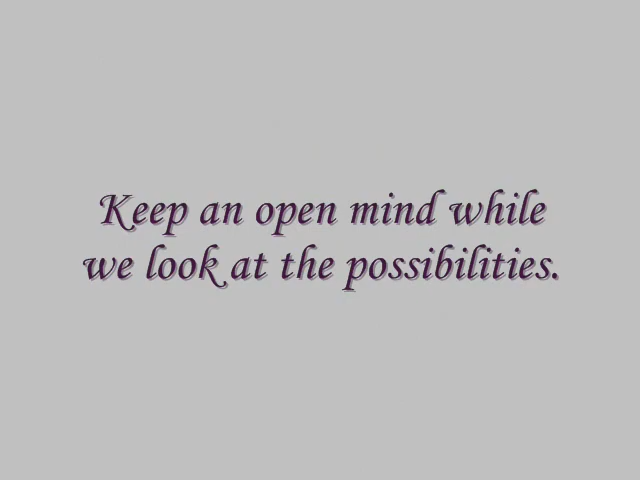 Keep an open mind while
we look at the possibilities.